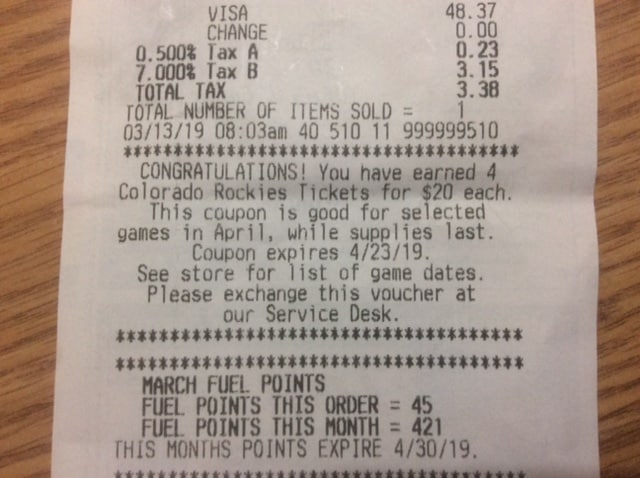 VISA 48.37
CHANGE 0.00
0.500% Tax A 0.23
7.000% Tax B 3.15
TOTAL TAX 3.38
TOTAL NUMBER OF ITEMS SOLD = 1
03/13/19 08:03am 40 510 11 999999510
************************************************
CONGRATULATIONS! You have earned 4
Colorado Rockies Tickets for $20 each.
This coupon is good for selected
games in April, while supplies last.
Coupon expires 4/23/19.
See store for list of game dates.
Please exchange this voucher at
our Service Desk.
************************************************
************************************************
MARCH FUEL POINTS
FUEL POINTS THIS ORDER = 45
FUEL POINTS THIS MONTH = 421
THIS MONTHS POINTS EXPIRE 4/30/19.
************************************************